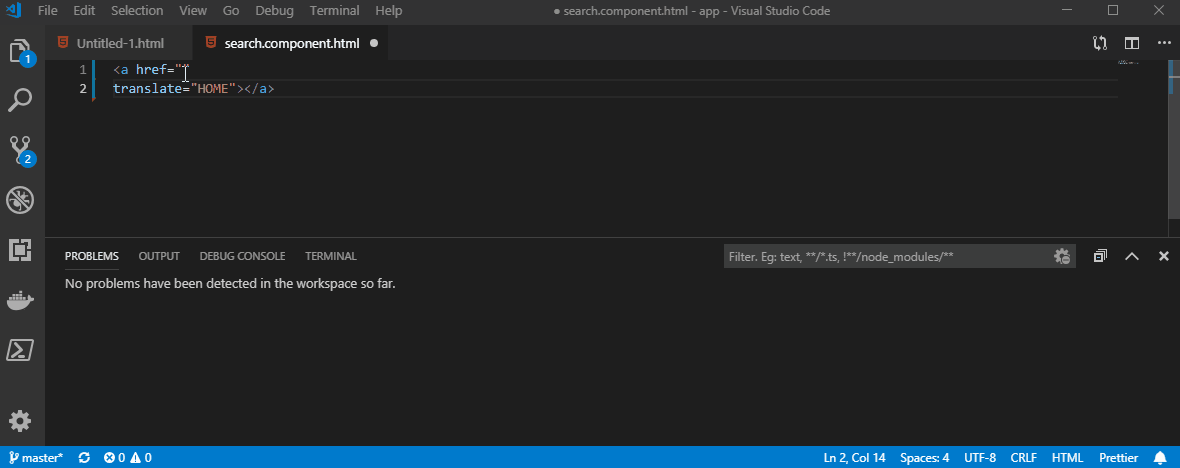 File Edit Selection View Go Debug Terminal Help ● search.component.html - app - Visual Studio Code
Untitled-1.html search.component.html
1 <a href=""
2 translate="HOME"></a>
1
2
PROBLEMS OUTPUT DEBUG CONSOLE TERMINAL Filter. Eg: text, **/*.ts, !**/node_modules/**
No problems have been detected in the workspace so far.
master* 0 0 Ln 2, Col 14 Spaces: 4 UTF-8 CRLF HTML Prettier